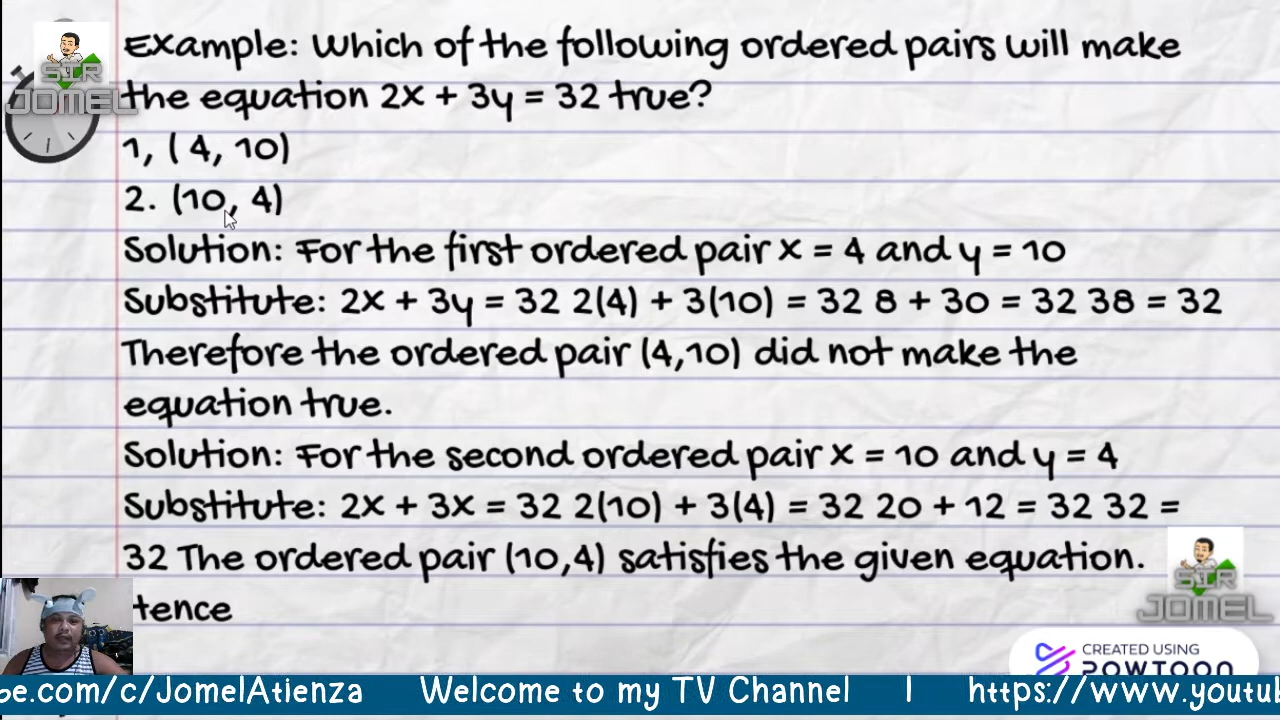 Example: Which of the following ordered pairs will make
the equation 2x + 3y = 32 true?
1, ( 4, 10)
2. (10, 4)
Solution: For the first ordered pair x = 4 and y = 10
Substitute: 2x + 3y = 32 2(4) + 3(10) = 32 8 + 30 = 32 38 = 32
Therefore the ordered pair (4,10) did not make the
equation true.
Solution: For the second ordered pair x = 10 and y = 4
Substitute: 2x + 3x = 32 2(10) + 3(4) = 32 20 + 12 = 32 32 =
32 The ordered pair (10,4) satisfies the given equation.
tence
SIR
JOMEL
SIR
JOMEL
CREATED USING
POWTOON
be.com/c/JomelAtienza Welcome to my TV Channel | https://www.youtub